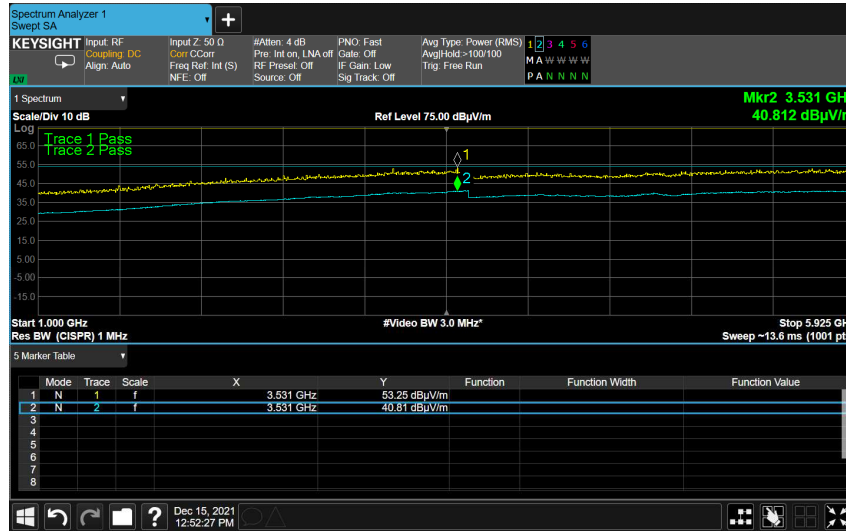 Spectrum Analyzer 1
Swept SA
+
KEYSIGHT
Input: RF
Coupling: DC
Align: Auto
Input Z: 50 Ω
Corr CCorr
Freq Ref: Int (S)
NFE: Off
#Atten: 4 dB
Pre: Int on, LNA off
RF Preset: Off
Source: Off
PNO: Fast
Gate: Off
IF Gain: Low
Sig Track: Off
Avg Type: Power (RMS)
Avg|Hold:>100/100
Trig: Free Run
1 2 3 4 5 6
M A W W W W
P A N N N N
LXI
1 Spectrum
Scale/Div 10 dB
Ref Level 75.00 dBµV/m
Mkr2 3.531 GH
40.812 dBµV/
Log
Trace 1 Pass
Trace 2 Pass
65.0
55.0
45.0
35.0
25.0
15.0
5.00
-5.00
-15.0
1
2
Start 1.000 GHz
#Video BW 3.0 MHz*
Stop 5.925 GH
Res BW (CISPR) 1 MHz
Sweep ~13.6 ms (1001 pt
5 Marker Table
Mode Trace Scale X Y Function Function Width Function Value
1 N 1 f 3.531 GHz 53.25 dBµV/m
2 N 2 f 3.531 GHz 40.81 dBµV/m
3
4
5
6
7
8
?
Dec 15, 2021
12:52:27 PM